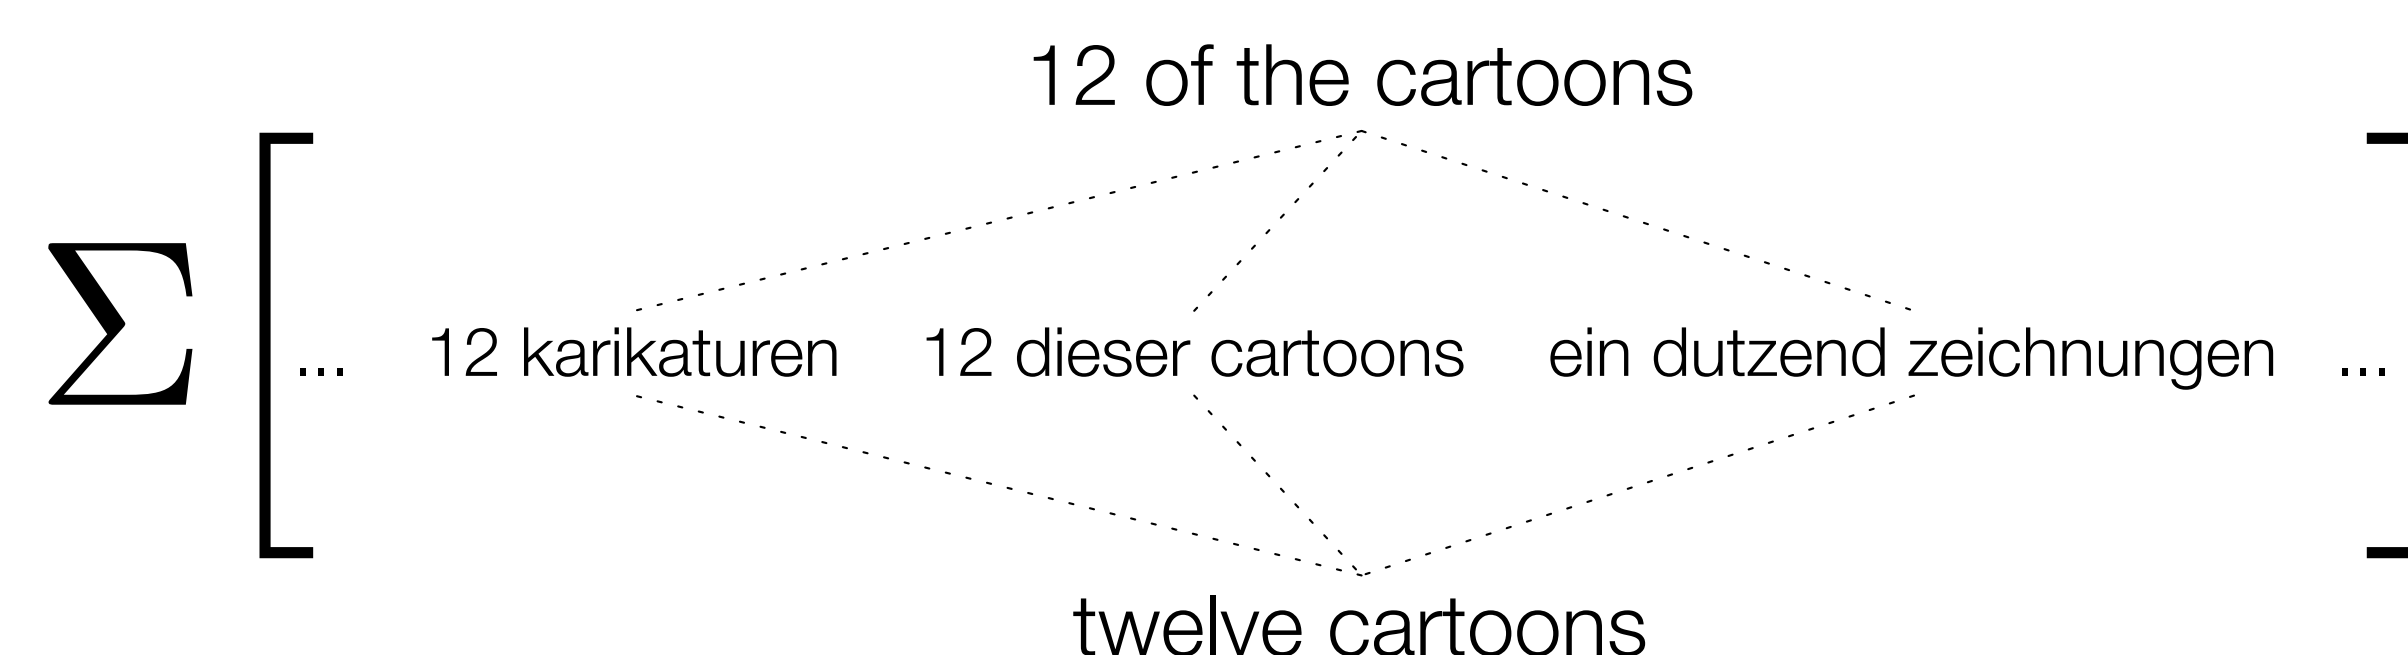 12 of the cartoons
Σ [ ... 12 karikaturen 12 dieser cartoons ein dutzend zeichnungen ... ]
twelve cartoons